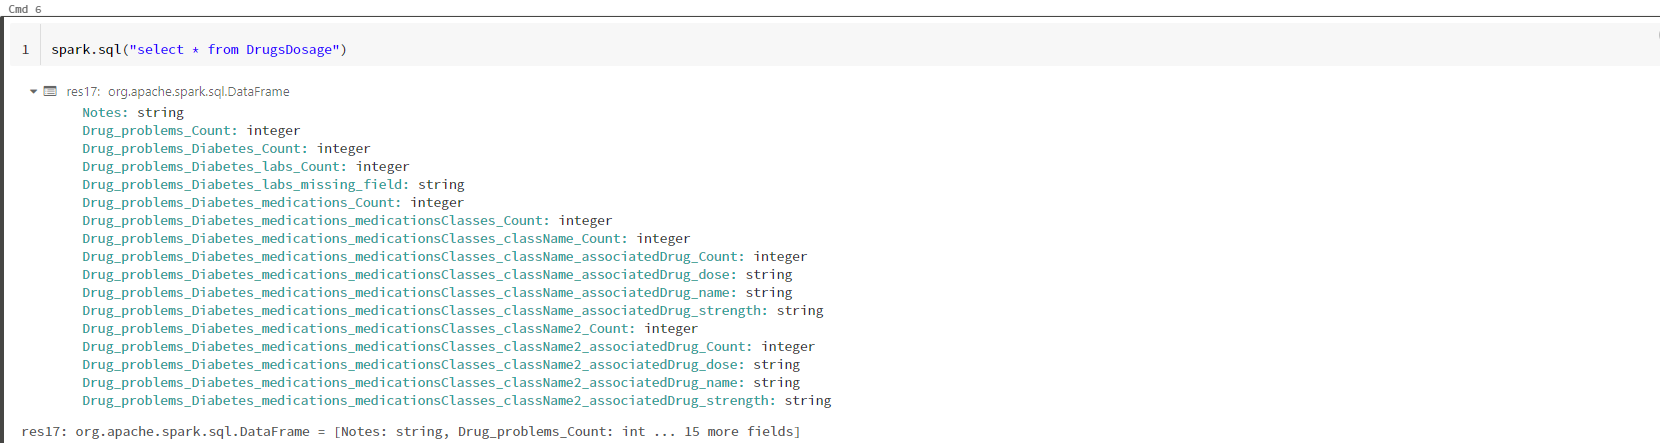 Cmd 6
1 spark.sql("select * from DrugsDosage")
res17: org.apache.spark.sql.DataFrame
Notes: string
Drug_problems_Count: integer
Drug_problems_Diabetes_Count: integer
Drug_problems_Diabetes_labs_Count: integer
Drug_problems_Diabetes_labs_missing_field: string
Drug_problems_Diabetes_medications_Count: integer
Drug_problems_Diabetes_medications_medicationsClasses_Count: integer
Drug_problems_Diabetes_medications_medicationsClasses_className_Count: integer
Drug_problems_Diabetes_medications_medicationsClasses_className_associatedDrug_Count: integer
Drug_problems_Diabetes_medications_medicationsClasses_className_associatedDrug_dose: string
Drug_problems_Diabetes_medications_medicationsClasses_className_associatedDrug_name: string
Drug_problems_Diabetes_medications_medicationsClasses_className_associatedDrug_strength: string
Drug_problems_Diabetes_medications_medicationsClasses_className2_Count: integer
Drug_problems_Diabetes_medications_medicationsClasses_className2_associatedDrug_Count: integer
Drug_problems_Diabetes_medications_medicationsClasses_className2_associatedDrug_dose: string
Drug_problems_Diabetes_medications_medicationsClasses_className2_associatedDrug_name: string
Drug_problems_Diabetes_medications_medicationsClasses_className2_associatedDrug_strength: string
res17: org.apache.spark.sql.DataFrame = [Notes: string, Drug_problems_Count: int ... 15 more fields]